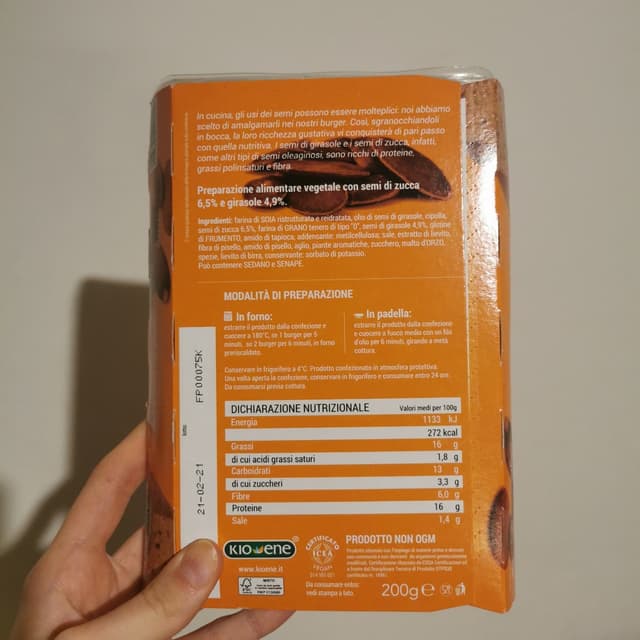 In cucina, gli usi dei semi possono essere molteplici: noi abbiamo
scelto di amalgamarli nei nostri burger. Così, sgranocchiandoli
in bocca, la loro ricchezza gustativa vi conquisterà di pari passo
con quella nutritiva. I semi di girasole e i semi di zucca, infatti,
come altri tipi di semi oleaginosi, sono ricchi di proteine,
grassi polinsaturi e fibra.
Preparazione alimentare vegetale con semi di zucca
6,5% e girasole 4,9%.
Ingredienti: farina di SOIA ristrutturata e reidratata, olio di semi di girasole, cipolla,
semi di zucca 6,5%, farina di GRANO tenero di tipo "0", semi di girasole 4,9%, glutine
di FRUMENTO, amido di tapioca, addensante: metilcellulosa; sale, estratto di lievito,
fibra di pisello, amido di pisello, aglio, piante aromatiche, zucchero, malto d'ORZO,
spezie, lievito di birra, conservante: sorbato di potassio.
Può contenere SEDANO e SENAPE.
MODALITÀ DI PREPARAZIONE
In forno:
estrarre il prodotto dalla confezione e
cuocere a 180°C, se 1 burger per 5
minuti, se 2 burger per 6 minuti, in forno
preriscaldato.
In padella:
estrarre il prodotto dalla confezione
e cuocere a fuoco medio con un filo
d'olio per 6 minuti, girando a metà
cottura.
Conservare in frigorifero a 4°C. Prodotto confezionato in atmosfera protettiva.
Una volta aperta la confezione, conservare in frigorifero e consumare entro 24 ore.
Da consumarsi previa cottura.
lotto
FP00075K
21-02-21
DICHIARAZIONE NUTRIZIONALE Valori medi per 100g
Energia 1133 kJ
272 kcal
Grassi 16 g
di cui acidi grassi saturi 1,8 g
Carboidrati 13 g
di cui zuccheri 3,3 g
Fibre 6,0 g
Proteine 16 g
Sale 1,4 g
KIOENE
www.kioene.it
CERTIFICATO
ICEA
VEGAN
PRODOTTO NON OGM
FSC
MISTO
Da consumare entro:
vedi stampa a lato.
200g e